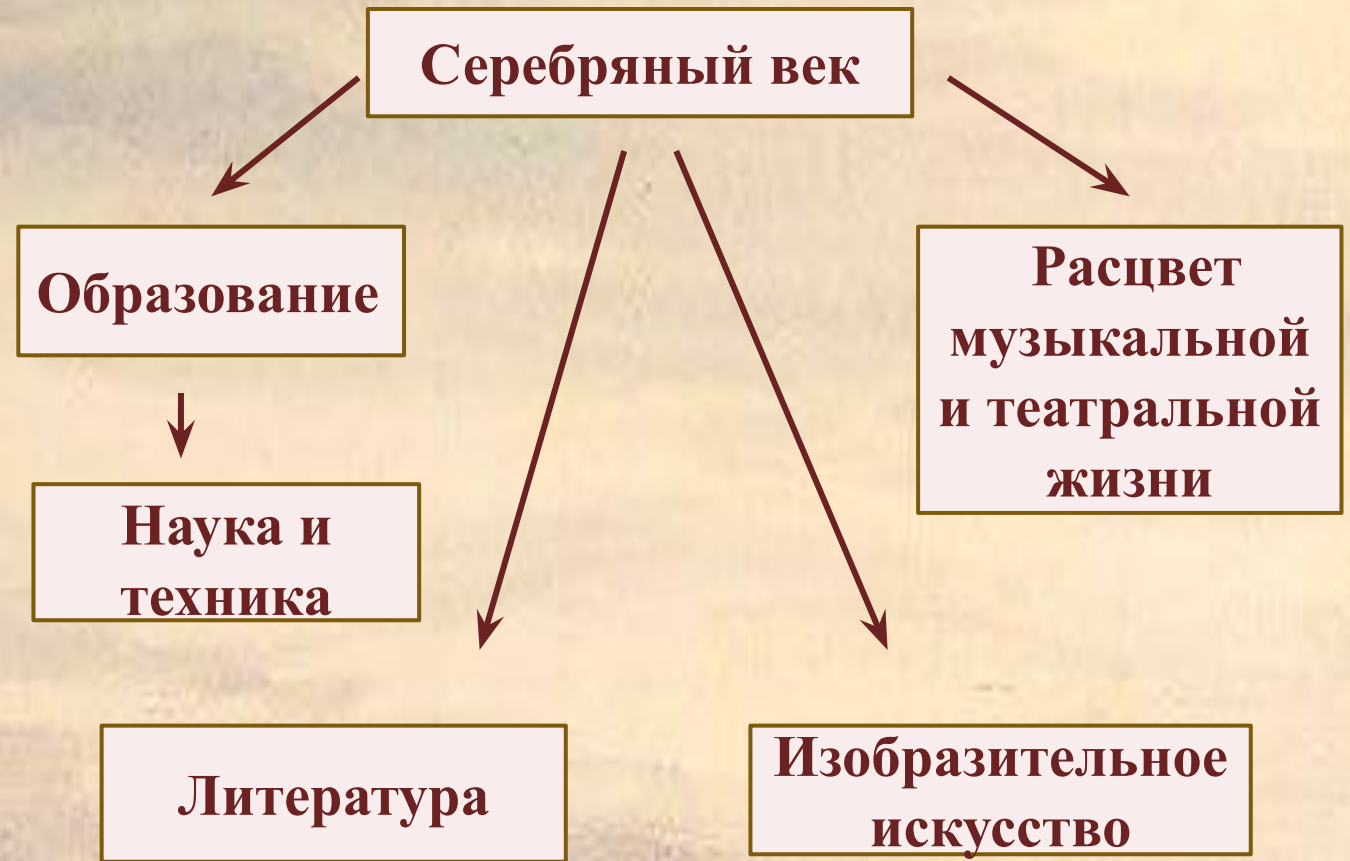 Серебряный век
Образование
Расцвет
музыкальной
и театральной
жизни
Наука и
техника
Литература
Изобразительное
искусство